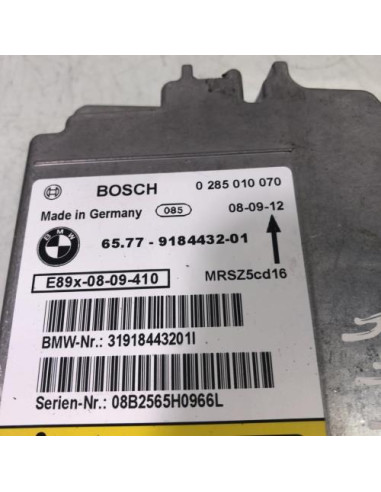 BOSCH 0 285 010 070
Made in Germany 085 08-09-12
BMW 65.77 - 9184432-01
E89x-08-09-410 MRSZ5cd16
BMW-Nr.: 31918443201I
Serien-Nr.: 08B2565H0966L